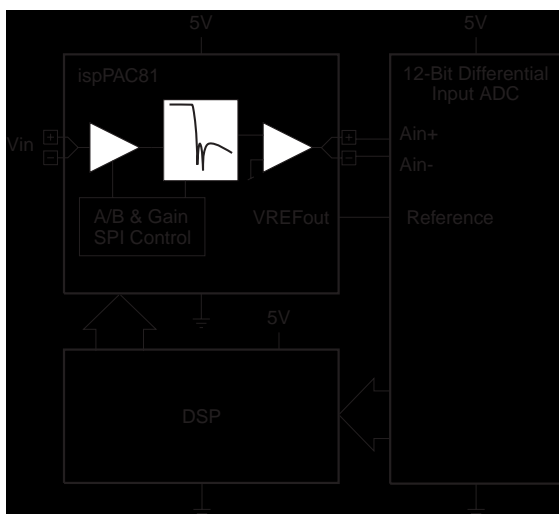 5V
5V
ispPAC81
12-Bit Differential
Input ADC
Vin
+
−
+
−
Ain+
Ain-
A/B & Gain
SPI Control
VREFout
Reference
5V
DSP